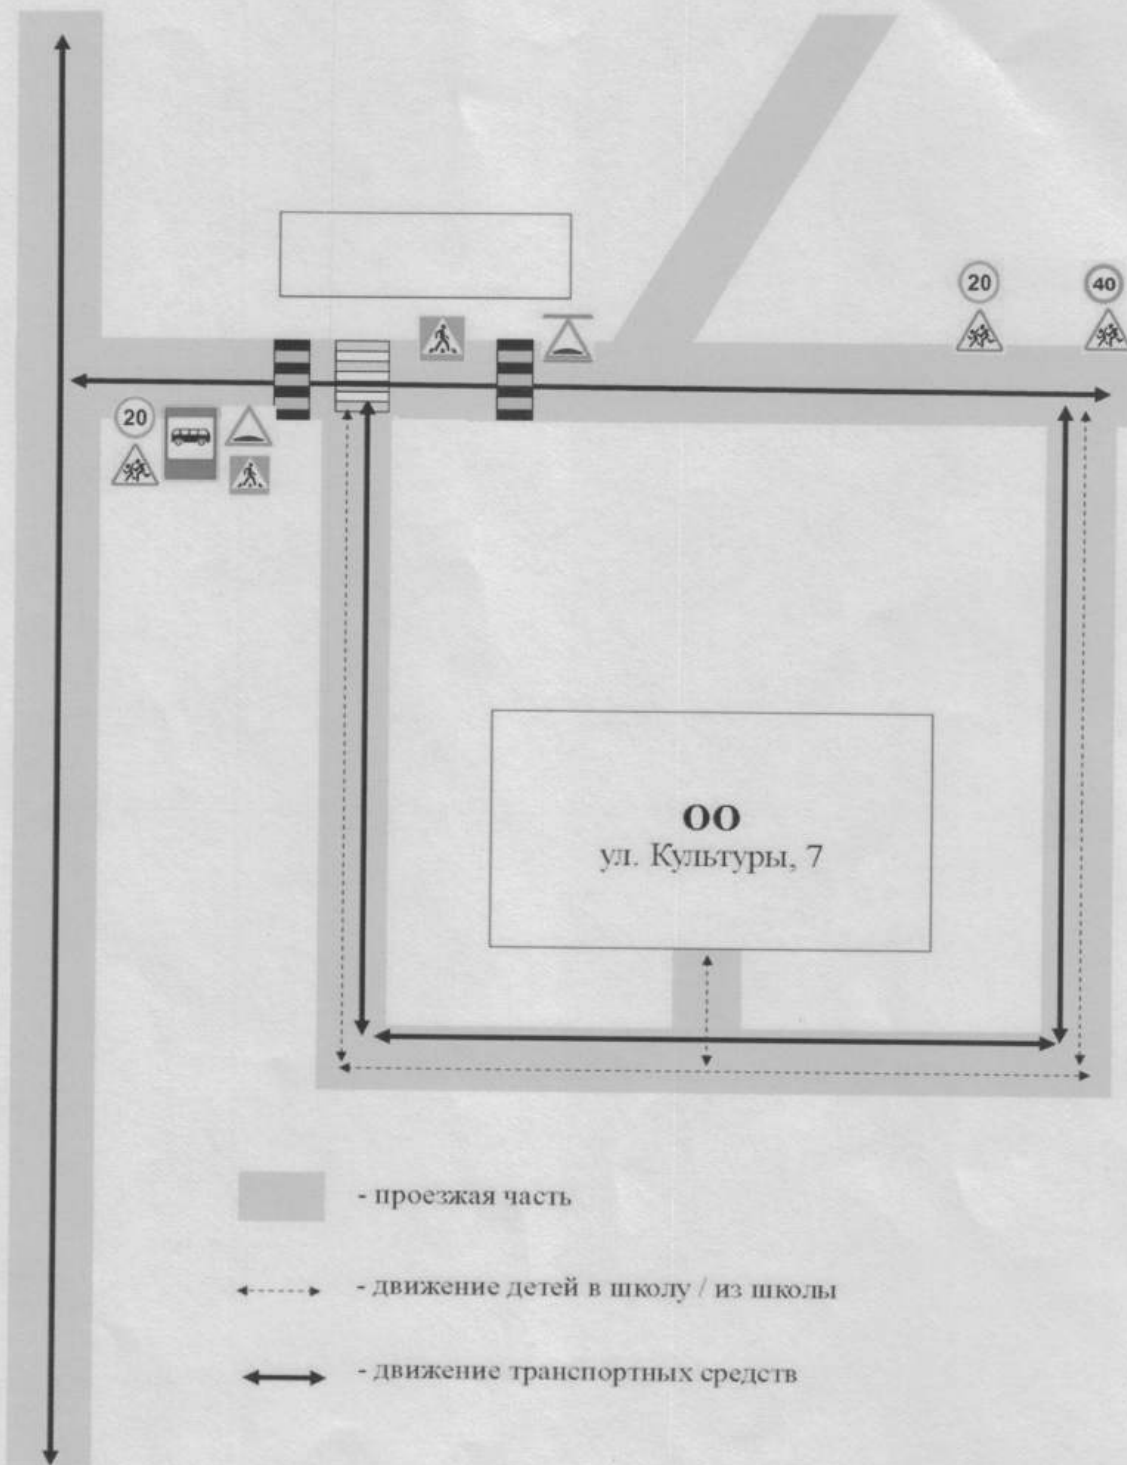 20
40
20
ОО
ул. Культуры, 7
- проезжая часть
- движение детей в школу / из школы
- движение транспортных средств